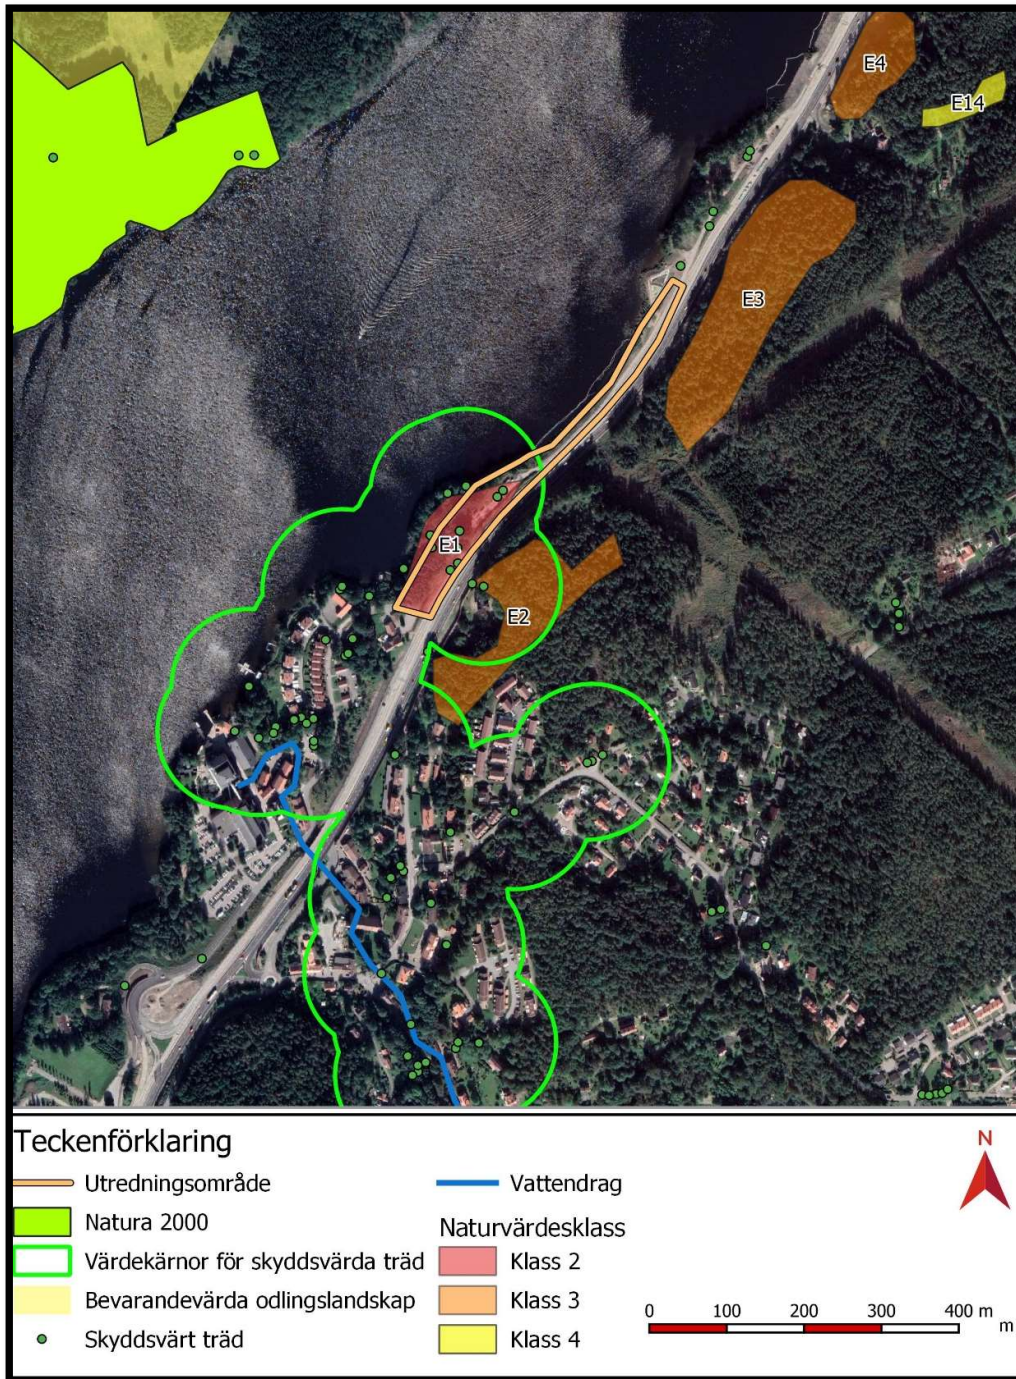 E4
E14
E3
E1
E2
Teckenförklaring
Utredningsområde
Natura 2000
Värdekärnor för skyddsvärda träd
Bevarandevärda odlingslandskap
Skyddsvärt träd
Vattendrag
Naturvärdesklass
Klass 2
Klass 3
Klass 4
N
0 100 200 300 400 m
m